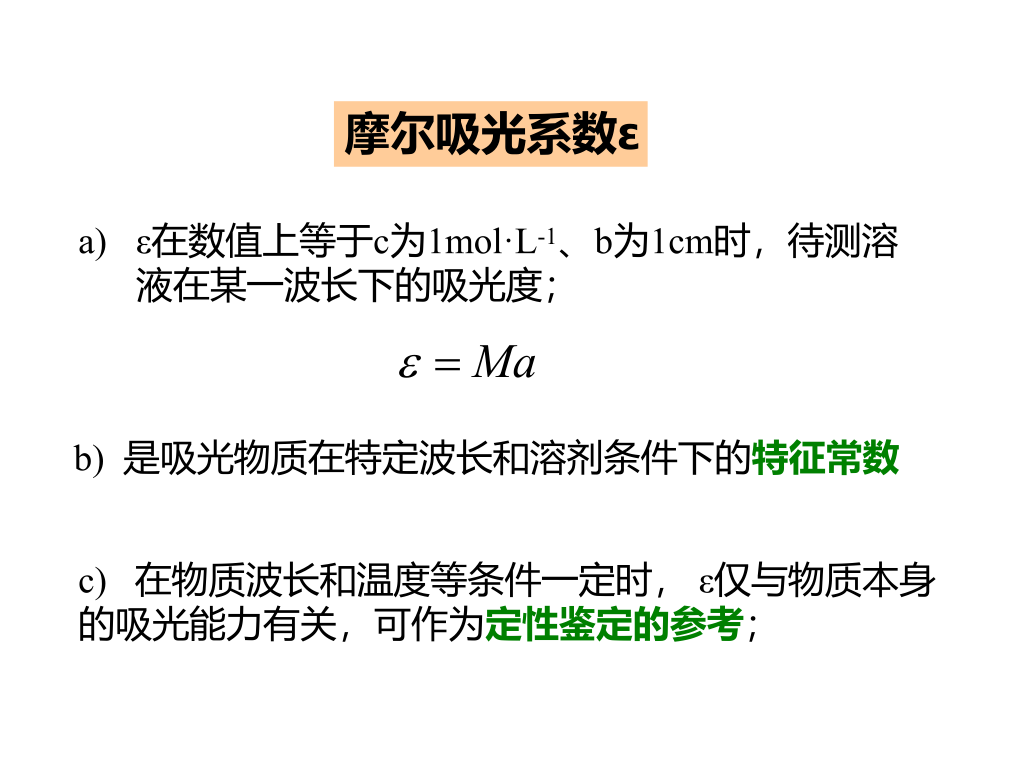 摩尔吸光系数ε
a) ε在数值上等于c为1mol·L-1、b为1cm时，待测溶
液在某一波长下的吸光度；
ε = Ma
b) 是吸光物质在特定波长和溶剂条件下的特征常数
c) 在物质波长和温度等条件一定时， ε仅与物质本身
的吸光能力有关，可作为定性鉴定的参考；